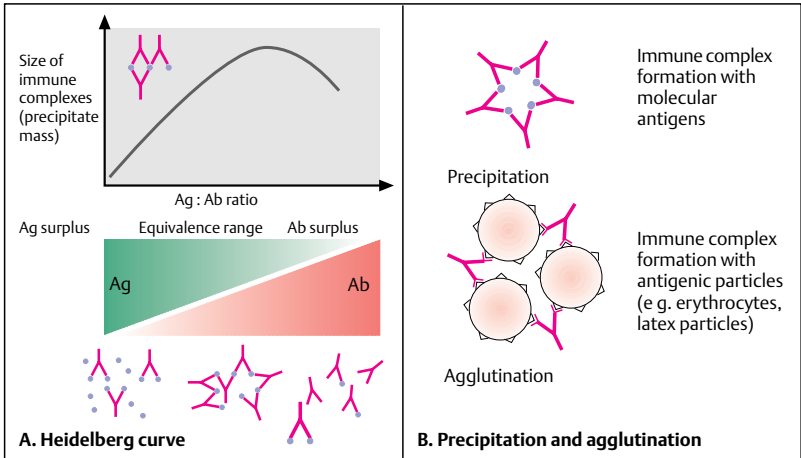 Size of
immune
complexes
(precipitate
mass)
Ag : Ab ratio
Ag surplus Equivalence range Ab surplus
Ag
Ab
A. Heidelberg curve
Immune complex
formation with
molecular
antigens
Precipitation
Immune complex
formation with
antigenic particles
(e g. erythrocytes,
latex particles)
Agglutination
B. Precipitation and agglutination